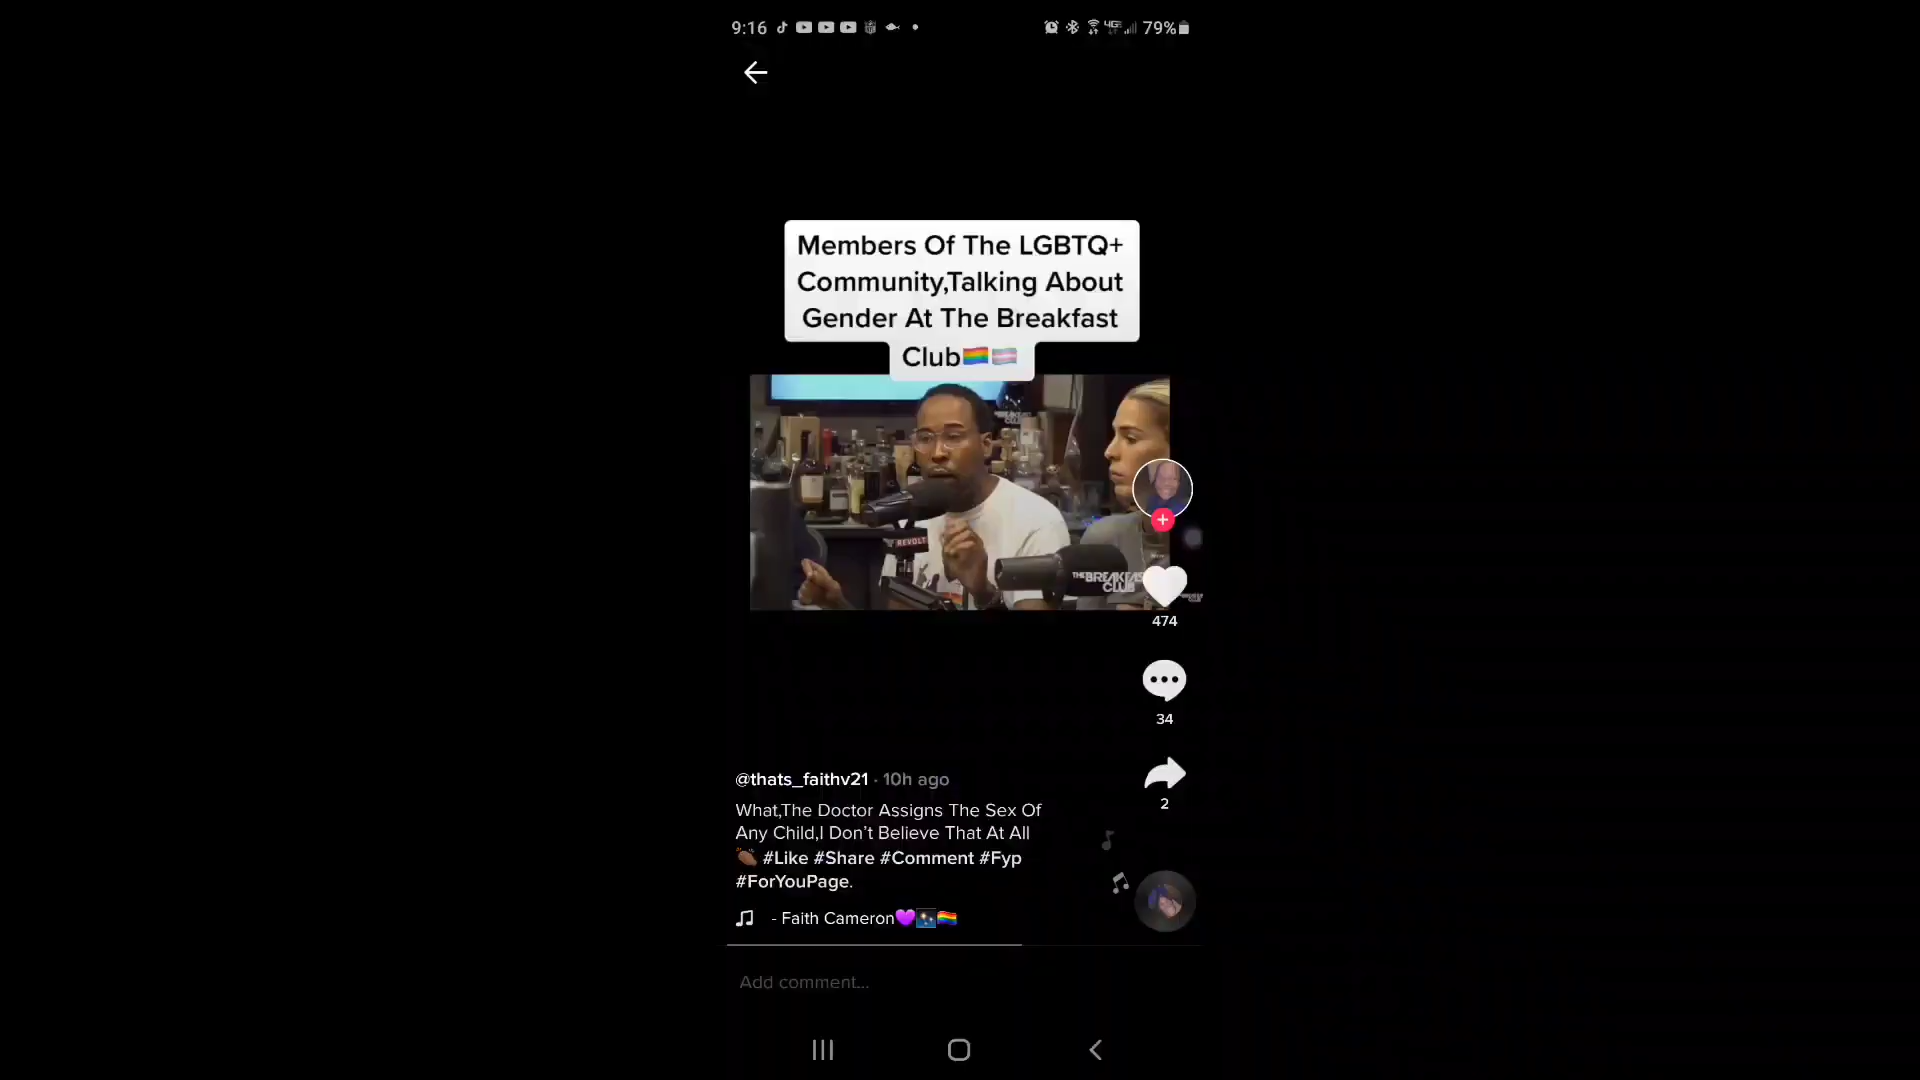 9:16
79%
Members Of The LGBTQ+
Community,Talking About
Gender At The Breakfast
Club🏳️‍🌈🏳️‍⚧️
REVOLT
THE BREAKFAS
CLUB
474
34
2
@thats_faithv21 · 10h ago
What,The Doctor Assigns The Sex Of
Any Child,I Don’t Believe That At All
#Like #Share #Comment #Fyp
#ForYouPage.
- Faith Cameron💜🌌🏳️‍🌈
Add comment...